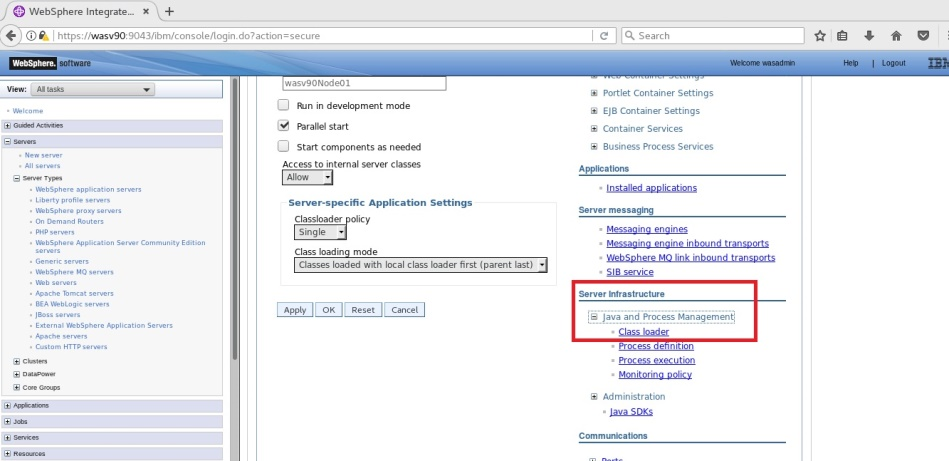 WebSphere Integrate...
https://wasv90:9043/ibm/console/login.do?action=secure
Search
WebSphere. software
Welcome wasadmin
Help | Logout
IBM
View: All tasks
Welcome
Guided Activities
Servers
New server
All servers
Server Types
WebSphere application servers
Liberty profile servers
WebSphere proxy servers
On Demand Routers
PHP servers
WebSphere Application Server Community Edition
servers
Generic servers
WebSphere MQ servers
Web servers
Apache Tomcat servers
BEA WebLogic servers
JBoss servers
External WebSphere Application Servers
Apache servers
Custom HTTP servers
Clusters
DataPower
Core Groups
Applications
Jobs
Services
Resources
wasv90Node01
Run in development mode
Parallel start
Start components as needed
Access to internal server classes
Allow
Server-specific Application Settings
Classloader policy
Single
Class loading mode
Classes loaded with local class loader first (parent last)
Apply
OK
Reset
Cancel
Web Container Settings
Portlet Container Settings
EJB Container Settings
Container Services
Business Process Services
Applications
Installed applications
Server messaging
Messaging engines
Messaging engine inbound transports
WebSphere MQ link inbound transports
SIB service
Server Infrastructure
Java and Process Management
Class loader
Process definition
Process execution
Monitoring policy
Administration
Java SDKs
Communications
Ports